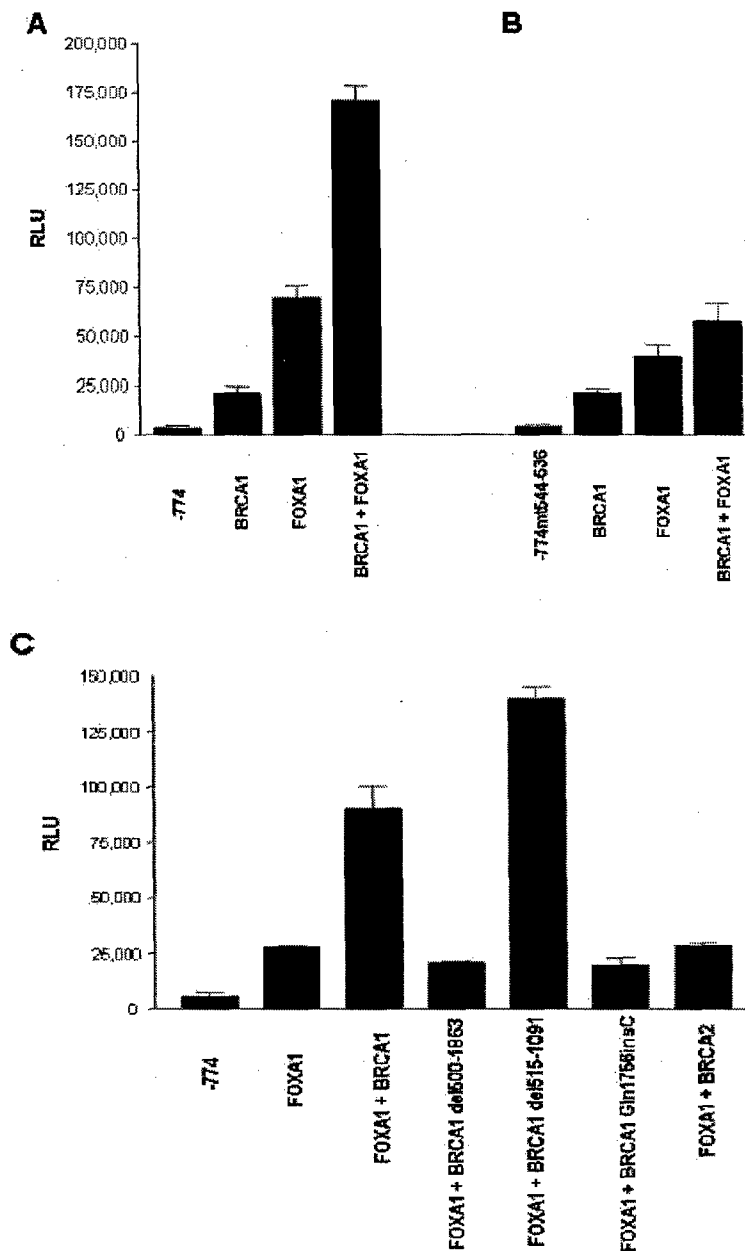 A
B
200,000
175,000
150,000
125,000
100,000
75,000
50,000
25,000
0
RLU
-774
BRCA1
FOXA1
BRCA1 + FOXA1
-774mt544-536
BRCA1
FOXA1
BRCA1 + FOXA1
C
150,000
125,000
100,000
75,000
50,000
25,000
0
RLU
-774
FOXA1
FOXA1 + BRCA1
FOXA1 + BRCA1 del500-1863
FOXA1 + BRCA1 del515-1091
FOXA1 + BRCA1 Gln1756insC
FOXA1 + BRCA2